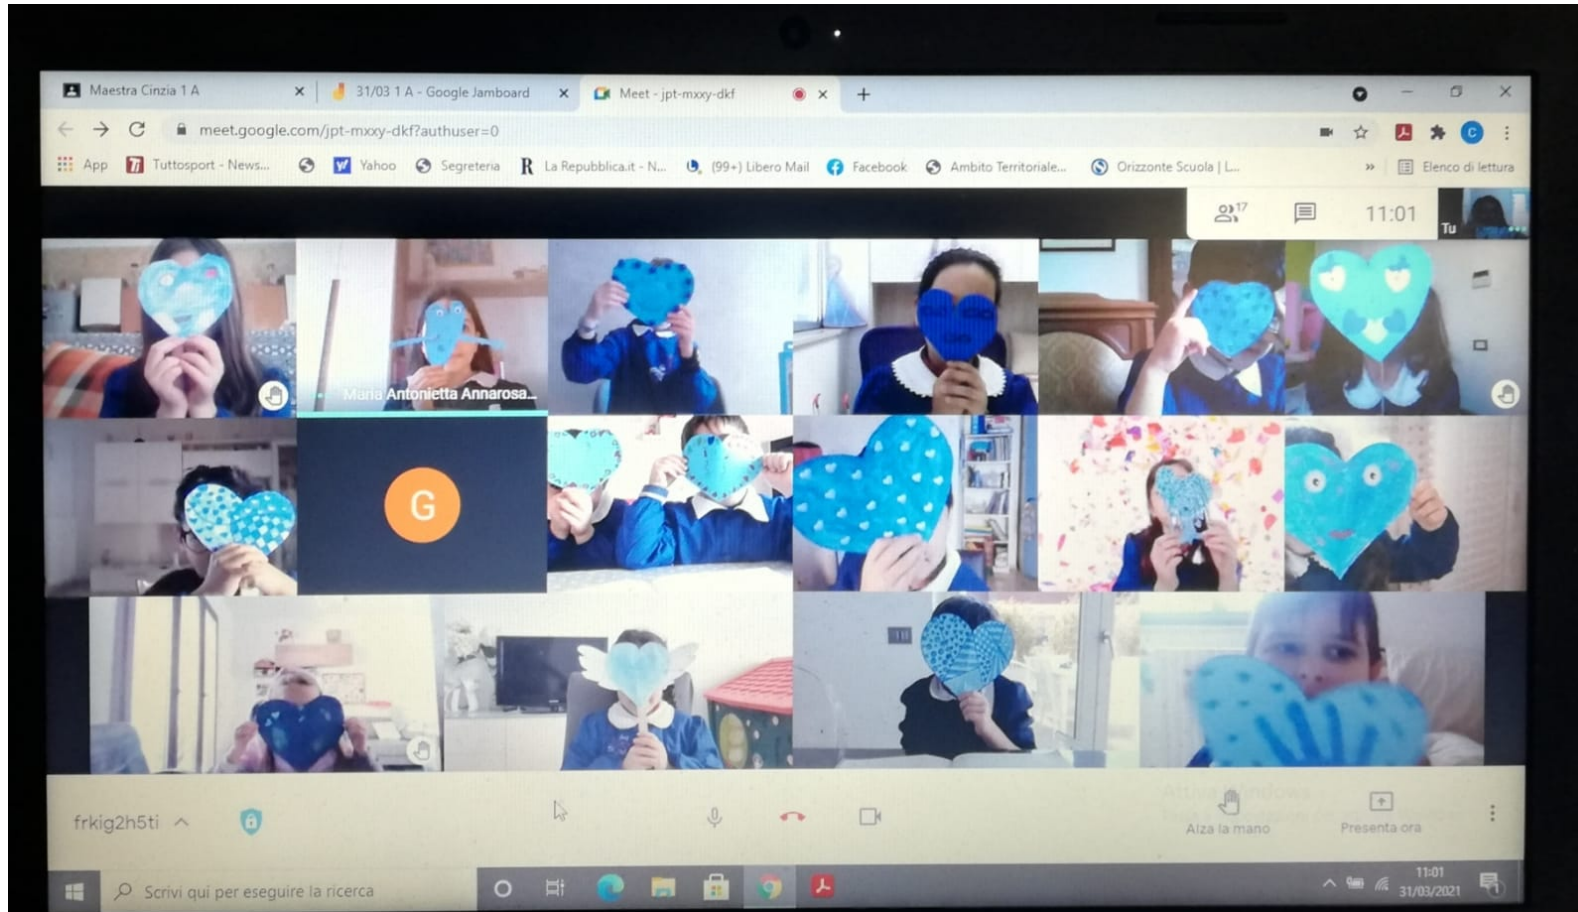 Maestra Cinzia 1 A
31/03 1 A - Google Jamboard
Meet - jpt-mxxy-dkf
meet.google.com/jpt-mxxy-dkf?authuser=0
App
Tuttosport - News...
Yahoo
Segreteria
R
La Repubblica.it - N...
(99+) Libero Mail
Facebook
Ambito Territoriale...
Orizzonte Scuola | L...
»
Elenco di lettura
C
17
11:01
Tu
Maria Antonietta Annarosa...
G
frkig2h5ti
Alza la mano
Presenta ora
Scrivi qui per eseguire la ricerca
11:01
31/03/2021
1